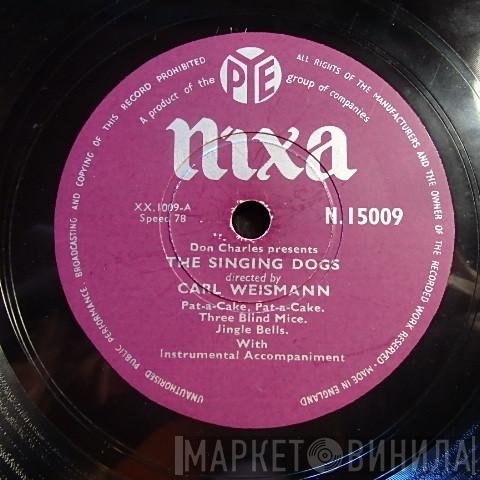 UNAUTHORISED PUBLIC PERFORMANCE, BROADCASTING AND COPYING OF THIS RECORD PROHIBITED
ALL RIGHTS OF THE MANUFACTURERS AND THE OWNER OF THE RECORDED WORK RESERVED · MADE IN ENGLAND
A product of the
PYE
group of companies
nixa
XX.1009-A
Speed 78
N.15009
Don Charles presents
THE SINGING DOGS
directed by
CARL WEISMANN
Pat-a-Cake, Pat-a-Cake.
Three Blind Mice.
Jingle Bells.
With
Instrumental Accompaniment
МАРКЕТ ВИНИЛА